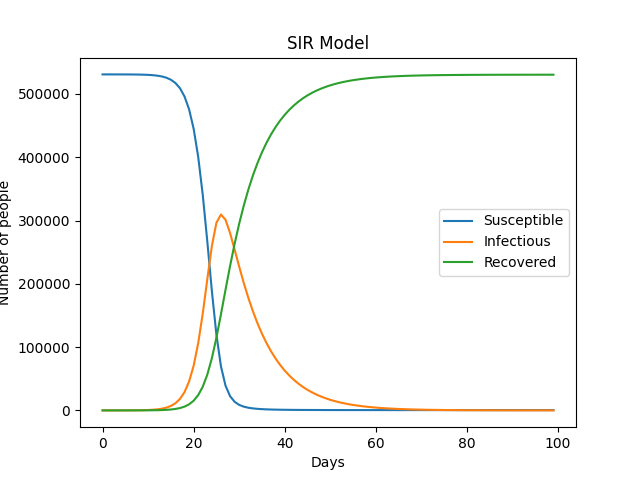 SIR Model
Number of people
500000
400000
300000
200000
100000
0
Susceptible
Infectious
Recovered
0 20 40 60 80 100
Days